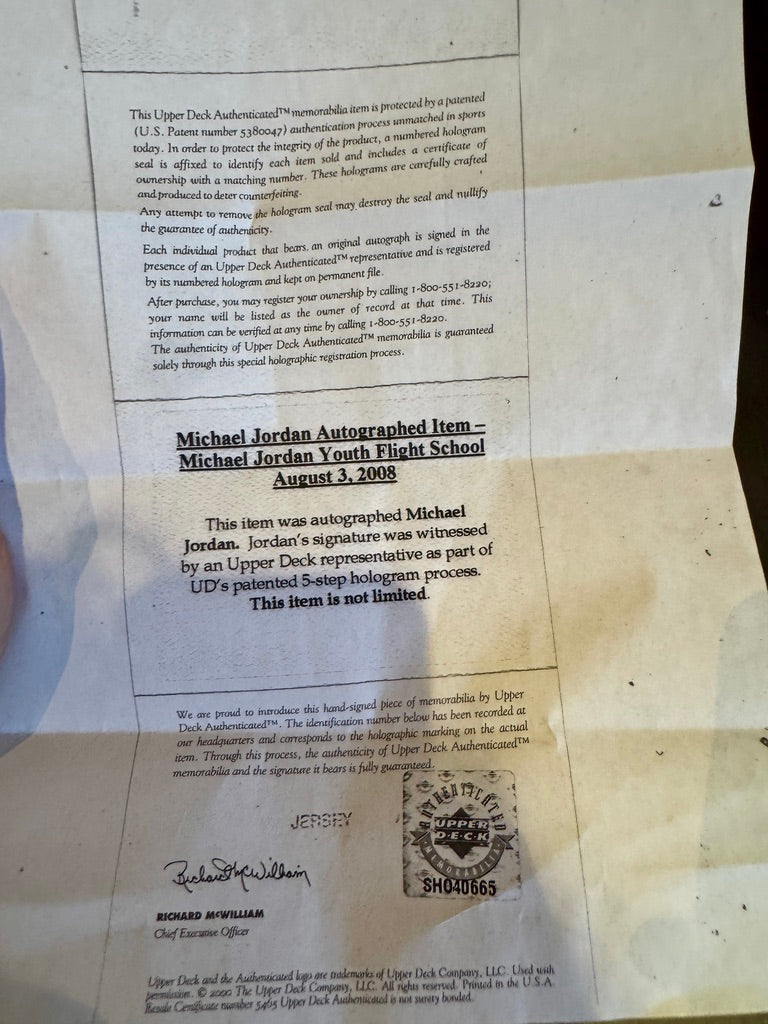 This Upper Deck Authenticated™ memorabilia item is protected by a patented
(U.S. Patent number 5380047) authentication process unmatched in sports
today. In order to protect the integrity of the product, a numbered hologram
seal is affixed to identify each item sold and includes a certificate of
ownership with a matching number. These holograms are carefully crafted
and produced to deter counterfeiting.
Any attempt to remove the hologram seal may destroy the seal and nullify
the guarantee of authenticity.
Each individual product that bears an original autograph is signed in the
presence of an Upper Deck Authenticated™ representative and is registered
by its numbered hologram and kept on permanent file.
After purchase, you may register your ownership by calling 1-800-551-8220;
your name will be listed as the owner of record at that time. This
information can be verified at any time by calling 1-800-551-8220.
The authenticity of Upper Deck Authenticated™ memorabilia is guaranteed
solely through this special holographic registration process.
Michael Jordan Autographed Item –
Michael Jordan Youth Flight School
August 3, 2008
This item was autographed Michael
Jordan. Jordan's signature was witnessed
by an Upper Deck representative as part of
UD's patented 5-step hologram process.
This item is not limited.
We are proud to introduce this hand-signed piece of memorabilia by Upper
Deck Authenticated™. The identification number below has been recorded at
our headquarters and corresponds to the holographic marking on the actual
item. Through this process, the authenticity of Upper Deck Authenticated™
memorabilia and the signature it bears is fully guaranteed.
JERSEY
AUTHENTICATED
UPPER
DECK
MEMORABILIA
SH040665
Richard McWilliam
RICHARD McWILLIAM
Chief Executive Officer
Upper Deck and the Authenticated logo are trademarks of Upper Deck Company, LLC. Used with
permission. © 2000 The Upper Deck Company, LLC. All rights reserved. Printed in the U.S.A.
Resale Certificate number 5465 Upper Deck Authenticated is not surety bonded.